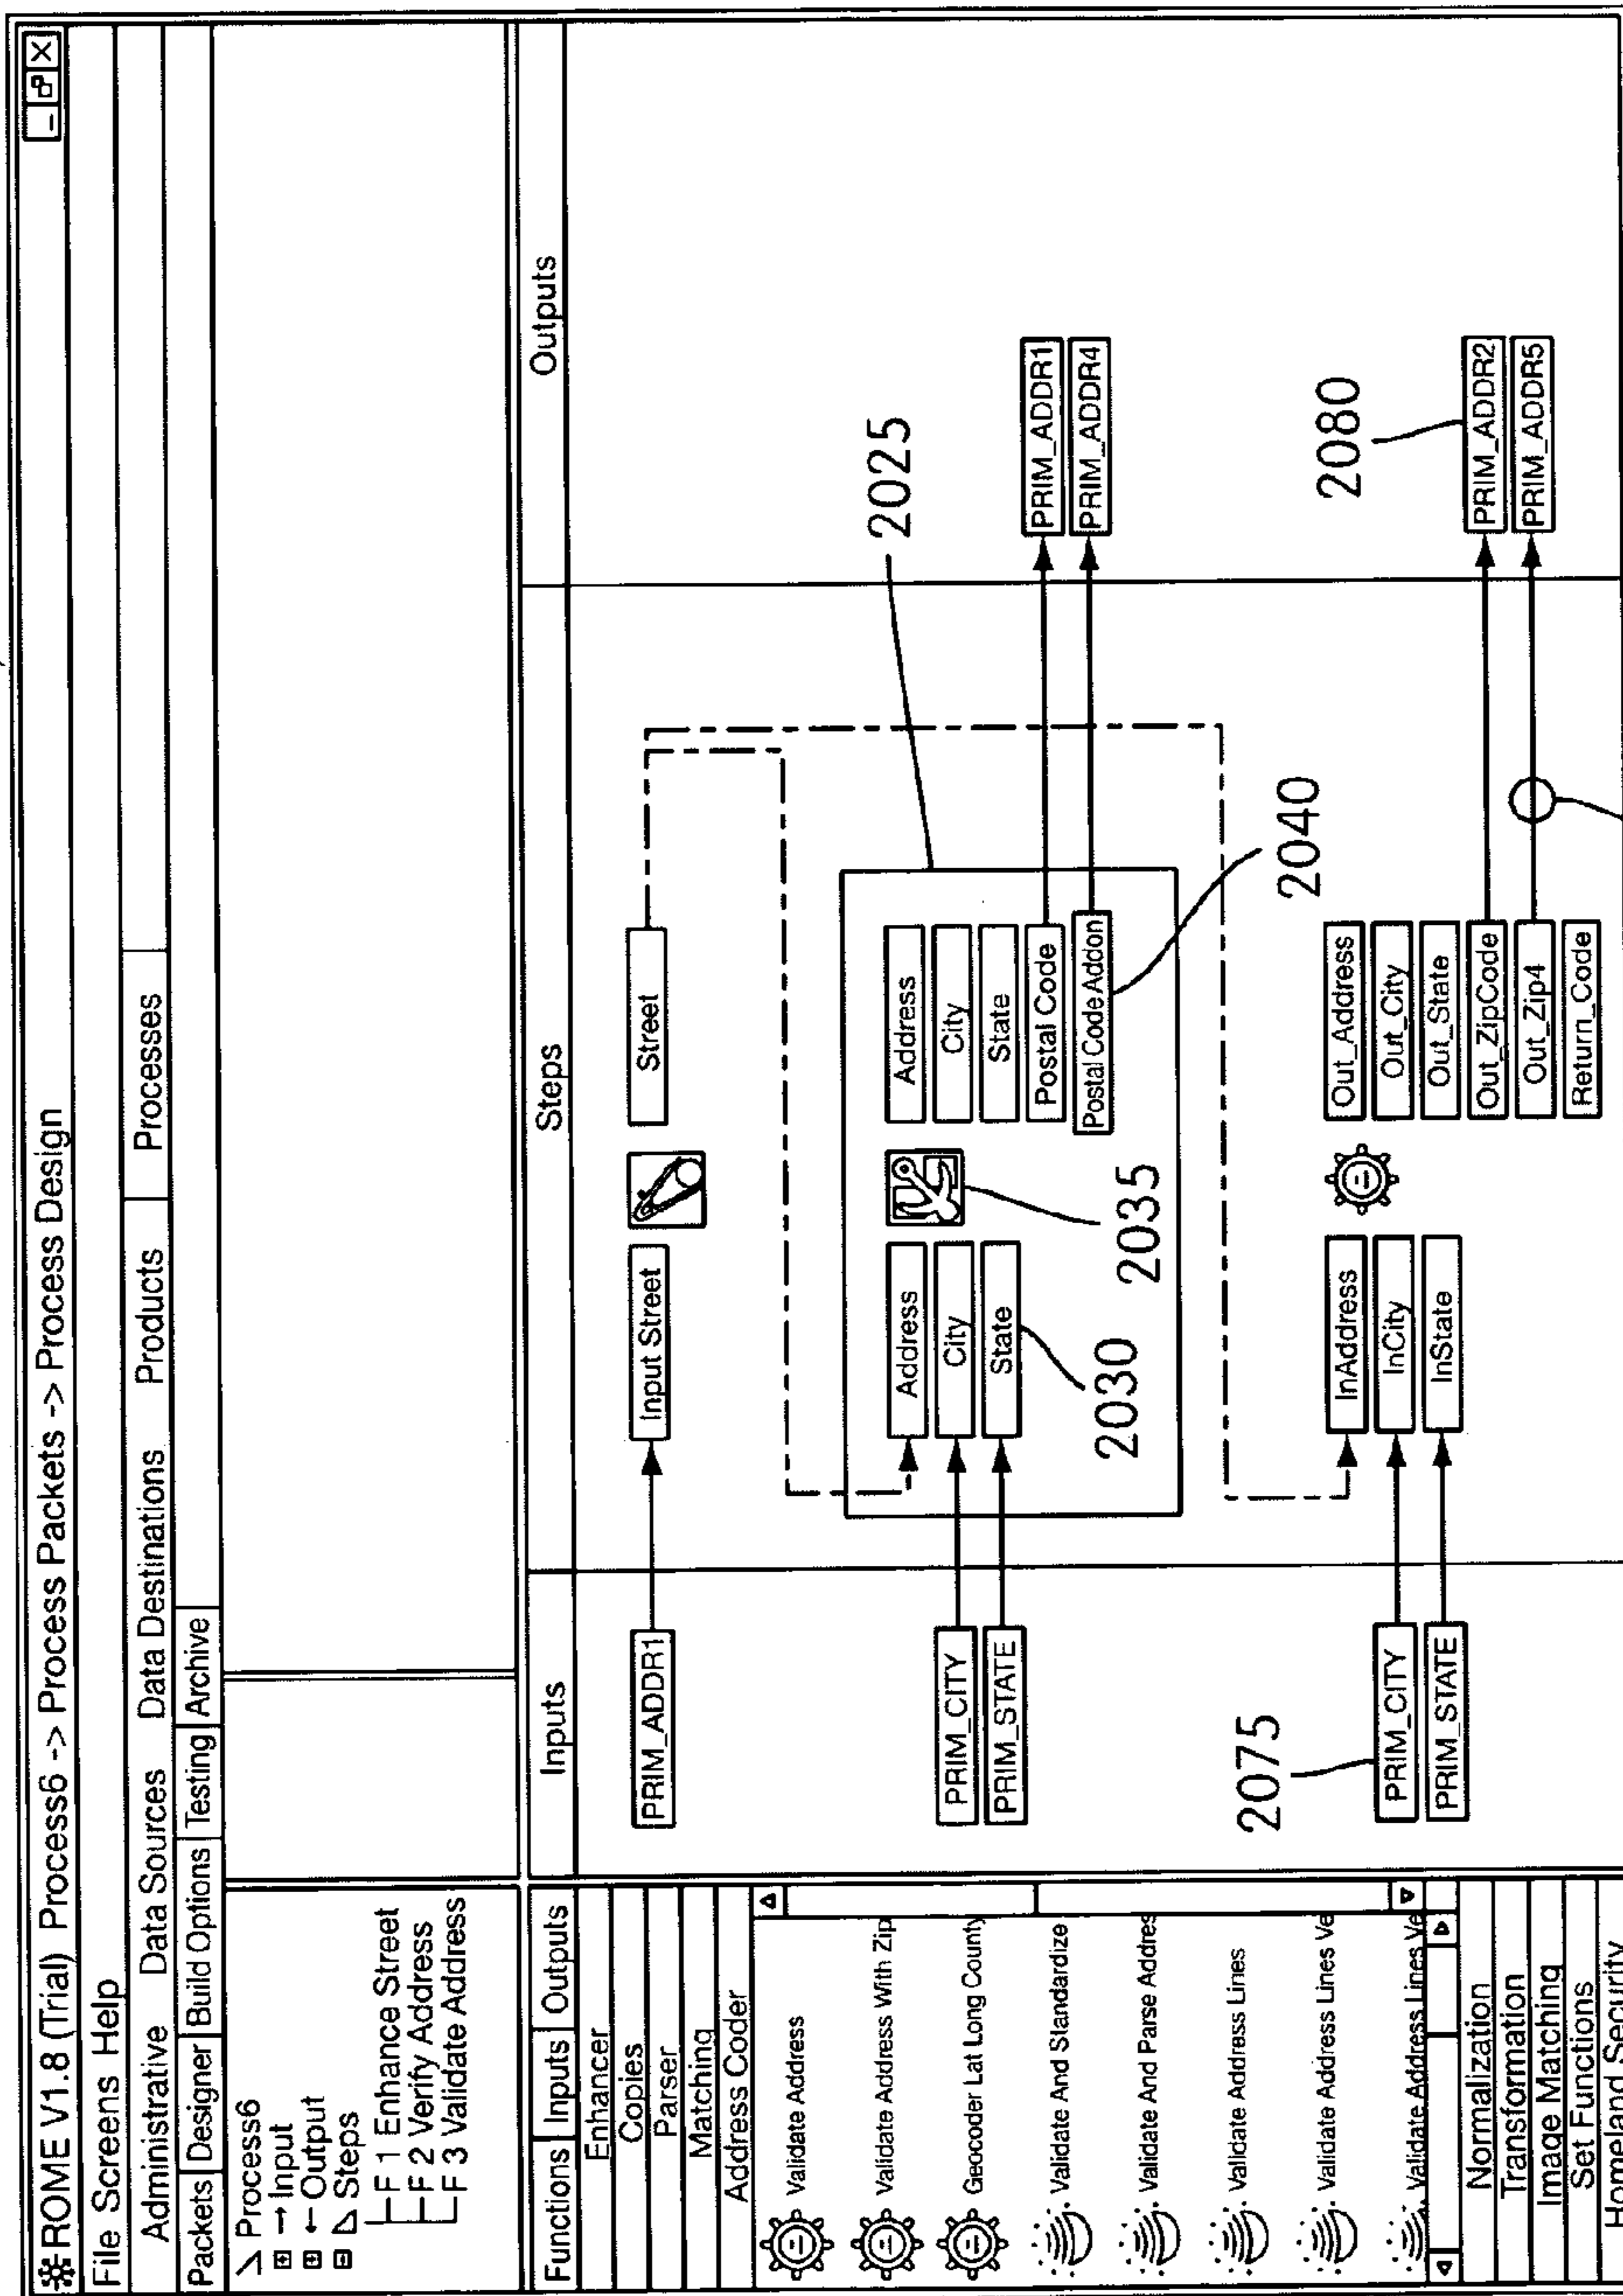 ROME V1.8 (Trial) Process6 -> Process Packets -> Process Design
File Screens Help
Administrative Data Sources Data Destinations Products Processes
Packets Designer Build Options Testing Archive
Process6
→ Input
← Output
Steps
F 1 Enhance Street
F 2 Verify Address
F 3 Validate Address
Functions Inputs Outputs
Enhancer
Copies
Parser
Matching
Address Coder
Validate Address
Validate Address With Zip
Geocoder Lat Long County
Validate And Standardize
Validate And Parse Addres
Validate Address Lines
Validate Address Lines Ve
Validate Address Lines Ve
Normalization
Transformation
Image Matching
Set Functions
Homeland Security
Inputs Steps Outputs
PRIM_ADDR1 Input Street Street
2025
Address Address
PRIM_CITY City City
PRIM_STATE State State
Postal Code PRIM_ADDR1
Postal Code Addon PRIM_ADDR4
2030 2035 2040
2075 2080
InAddress Out_Address
PRIM_CITY InCity Out_City
PRIM_STATE InState Out_State
Out_ZipCode PRIM_ADDR2
Out_Zip4 PRIM_ADDR5
Return_Code